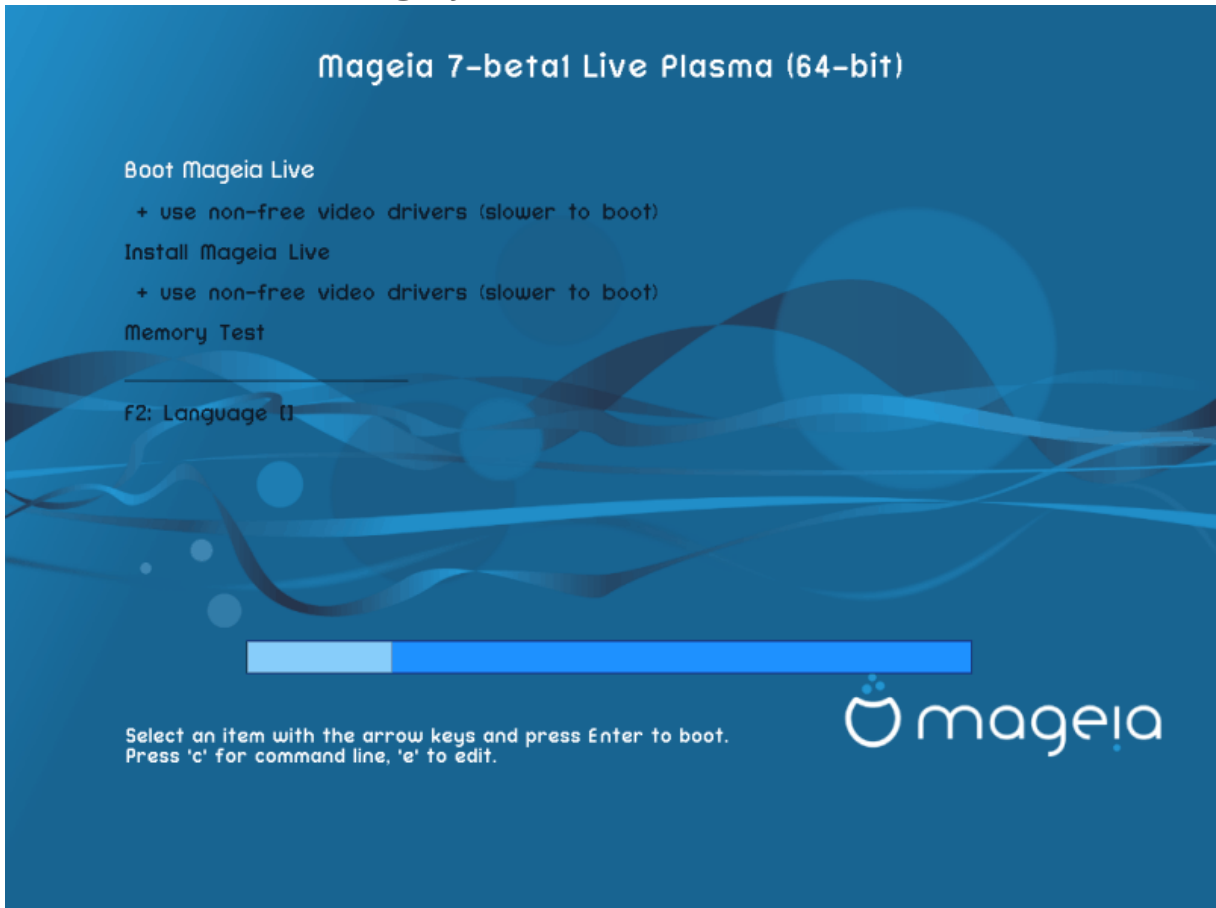 Mageia 7-beta1 Live Plasma (64-bit)
Boot Mageia Live
+ use non-free video drivers (slower to boot)
Install Mageia Live
+ use non-free video drivers (slower to boot)
Memory Test
F2: Language []
mageia
Select an item with the arrow keys and press Enter to boot.
Press 'c' for command line, 'e' to edit.